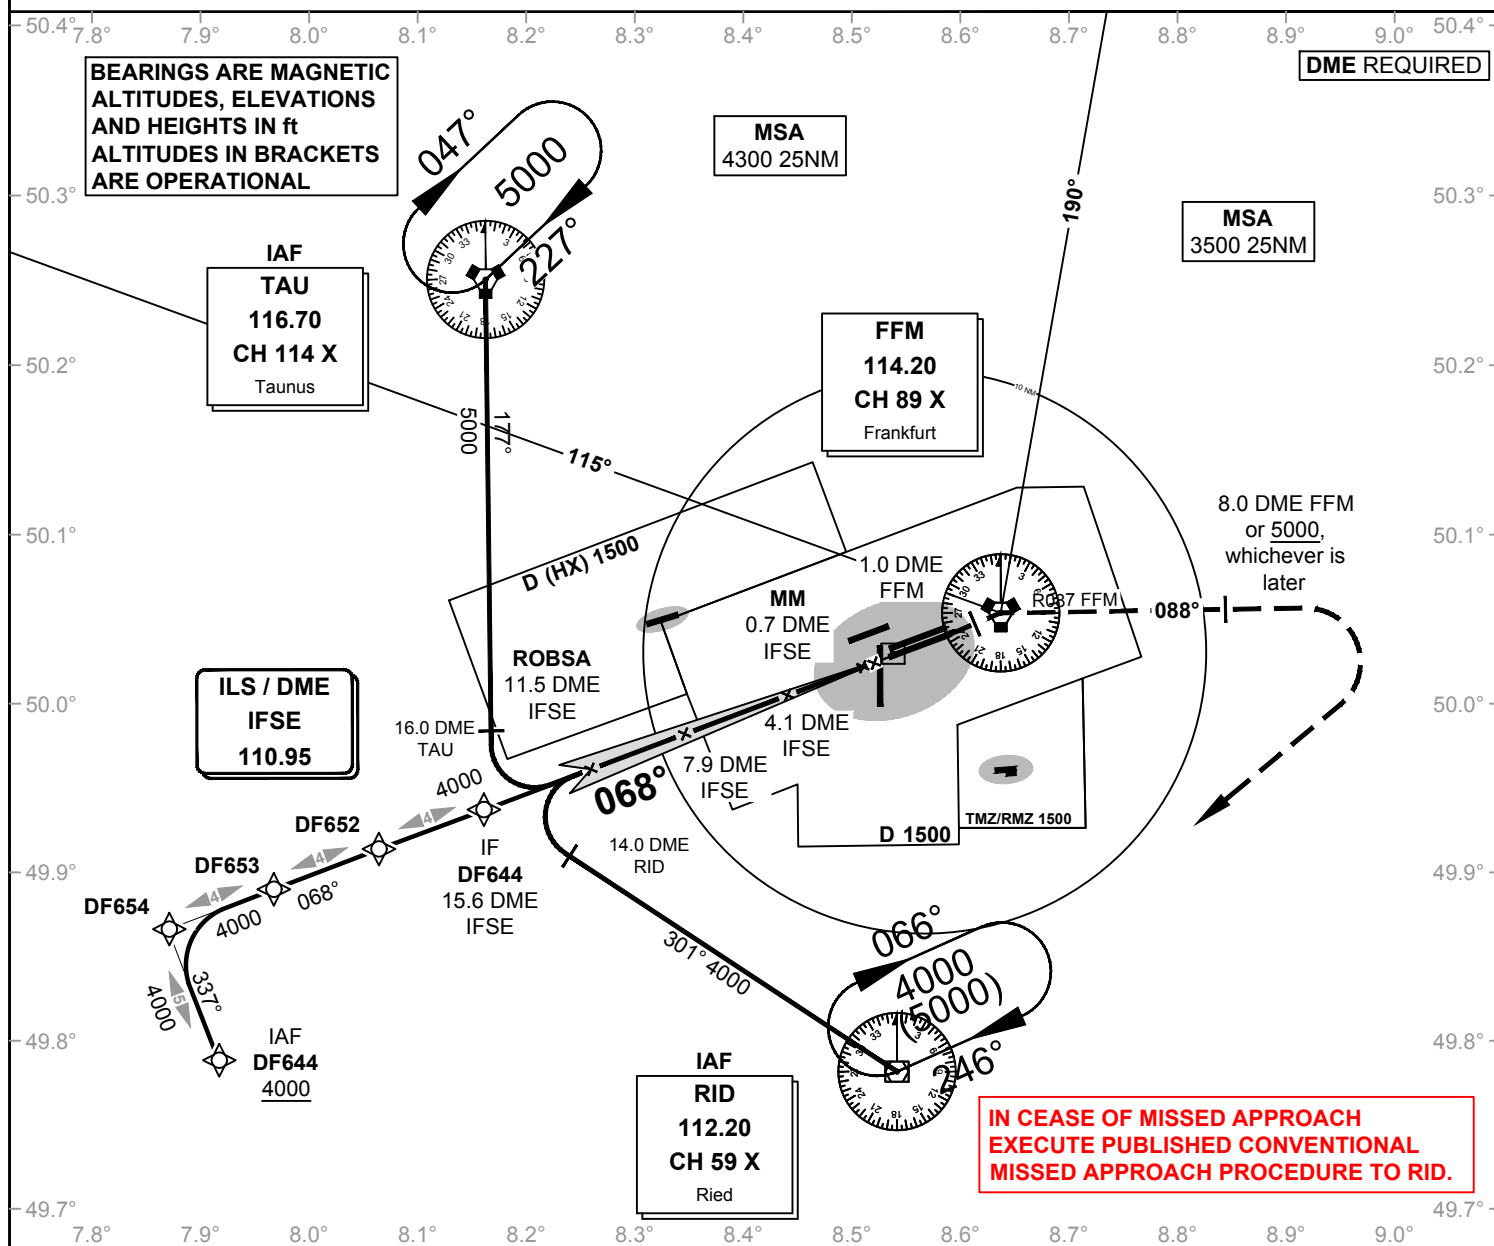 50.4°
7.8°
7.9°
8.0°
8.1°
8.2°
8.3°
8.4°
8.5°
8.6°
8.7°
8.8°
8.9°
9.0°
50.4°
BEARINGS ARE MAGNETIC
ALTITUDES, ELEVATIONS
AND HEIGHTS IN ft
ALTITUDES IN BRACKETS
ARE OPERATIONAL
DME REQUIRED
MSA
4300 25NM
MSA
3500 25NM
047°
5000
227°
190°
50.3°
50.3°
IAF
TAU
116.70
CH 114 X
Taunus
FFM
114.20
CH 89 X
Frankfurt
10 NM
50.2°
50.2°
177°
5000
115°
50.1°
50.1°
D (HX) 1500
1.0 DME
FFM
8.0 DME FFM
or 5000,
whichever is
later
R087 FFM
088°
MM
0.7 DME
IFSE
ROBSA
11.5 DME
IFSE
ILS / DME
IFSE
110.95
16.0 DME
TAU
50.0°
50.0°
4.1 DME
IFSE
7.9 DME
IFSE
068°
4000
4
DF652
4
IF
DF644
15.6 DME
IFSE
14.0 DME
RID
D 1500
TMZ/RMZ 1500
49.9°
49.9°
DF653
4
068°
DF654
4000
337°
5
4000
IAF
DF644
4000
301° 4000
066°
4000
(5000)
246°
49.8°
49.8°
IAF
RID
112.20
CH 59 X
Ried
IN CEASE OF MISSED APPROACH
EXECUTE PUBLISHED CONVENTIONAL
MISSED APPROACH PROCEDURE TO RID.
49.7°
49.7°
7.8°
7.9°
8.0°
8.1°
8.2°
8.3°
8.4°
8.5°
8.6°
8.7°
8.8°
8.9°
9.0°